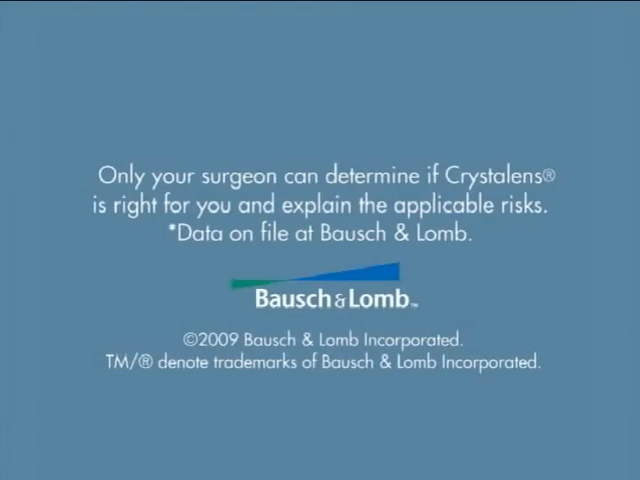 Only your surgeon can determine if Crystalens®
is right for you and explain the applicable risks.
*Data on file at Bausch & Lomb.
Bausch & Lomb™
©2009 Bausch & Lomb Incorporated.
TM/® denote trademarks of Bausch & Lomb Incorporated.